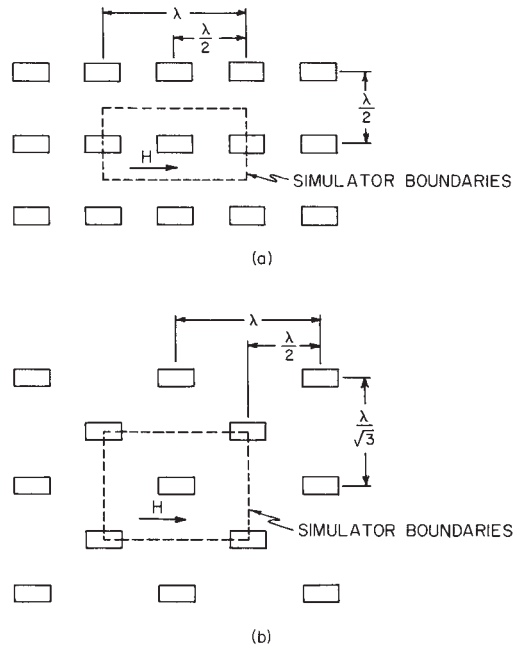 λ
λ/2
λ/2
H
SIMULATOR BOUNDARIES
(a)
λ
λ/2
λ/√3
H
SIMULATOR BOUNDARIES
(b)